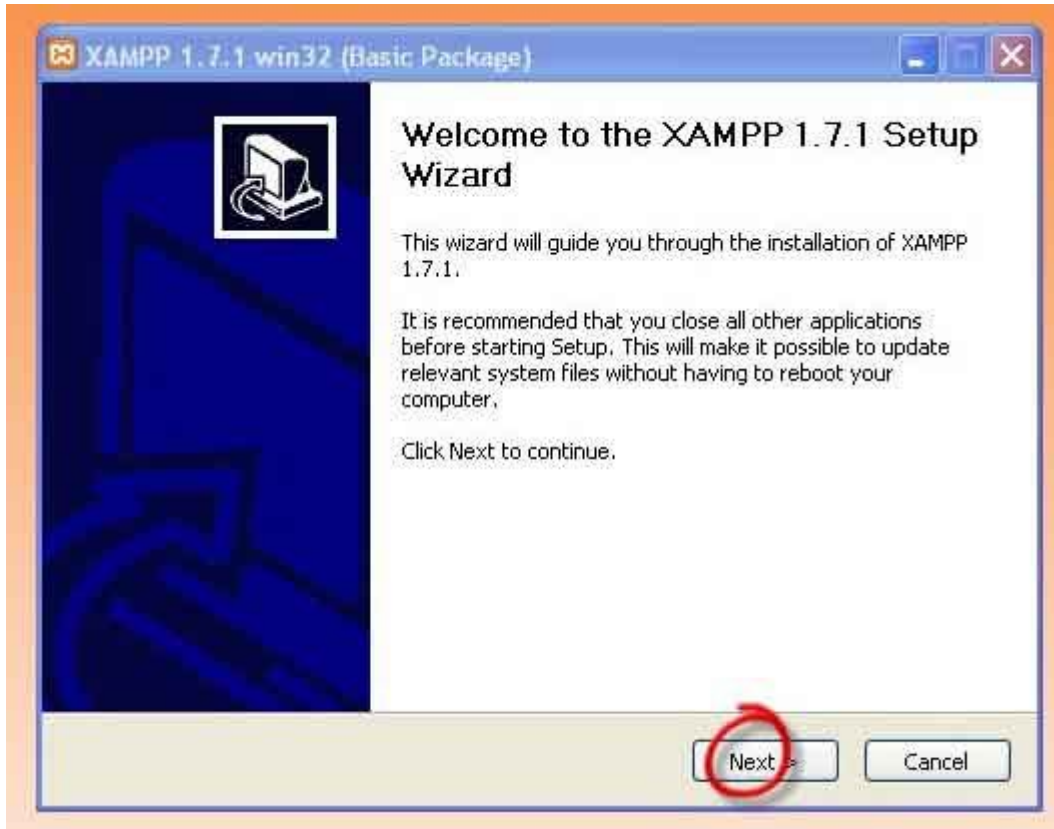 XAMPP 1.7.1 win32 (Basic Package)
Welcome to the XAMPP 1.7.1 Setup
Wizard
This wizard will guide you through the installation of XAMPP
1.7.1.
It is recommended that you close all other applications
before starting Setup. This will make it possible to update
relevant system files without having to reboot your
computer.
Click Next to continue.
Next > Cancel